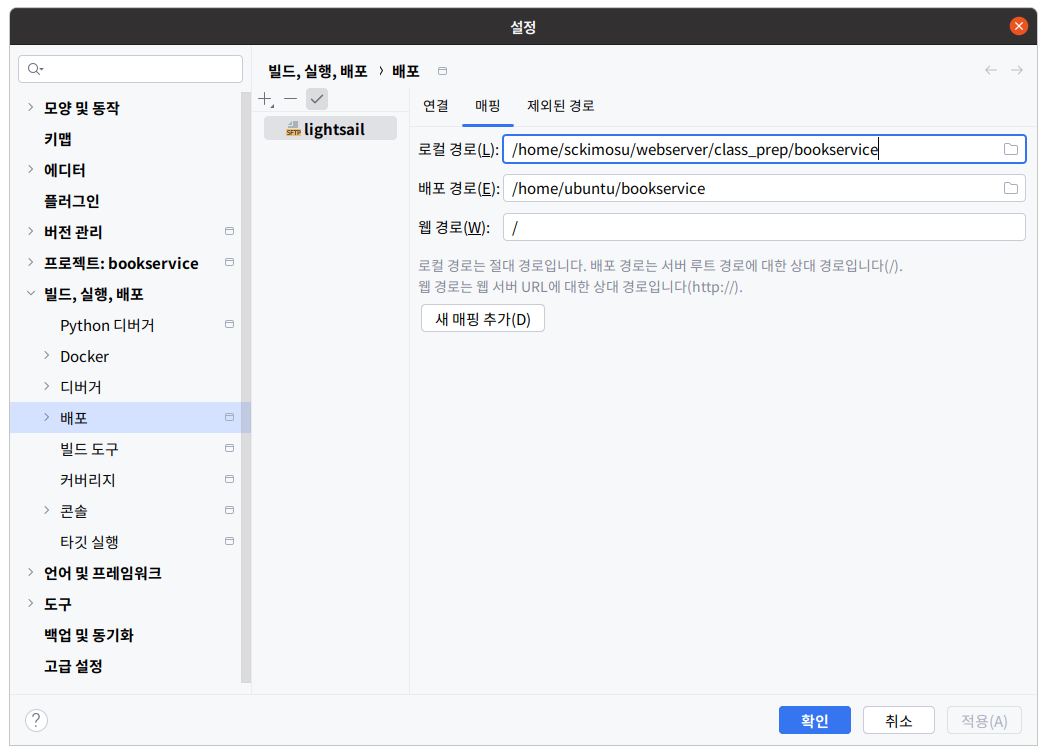 설정
빌드, 실행, 배포 › 배포
모양 및 동작
키맵
에디터
플러그인
버전 관리
프로젝트: bookservice
빌드, 실행, 배포
Python 디버거
Docker
디버거
배포
빌드 도구
커버리지
콘솔
타깃 실행
언어 및 프레임워크
도구
백업 및 동기화
고급 설정
SFTP lightsail
연결 매핑 제외된 경로
로컬 경로(L): /home/sckimosu/webserver/class_prep/bookservice
배포 경로(E): /home/ubuntu/bookservice
웹 경로(W): /
로컬 경로는 절대 경로입니다. 배포 경로는 서버 루트 경로에 대한 상대 경로입니다(/).
웹 경로는 웹 서버 URL에 대한 상대 경로입니다(http://).
새 매핑 추가(D)
? 확인 취소 적용(A)